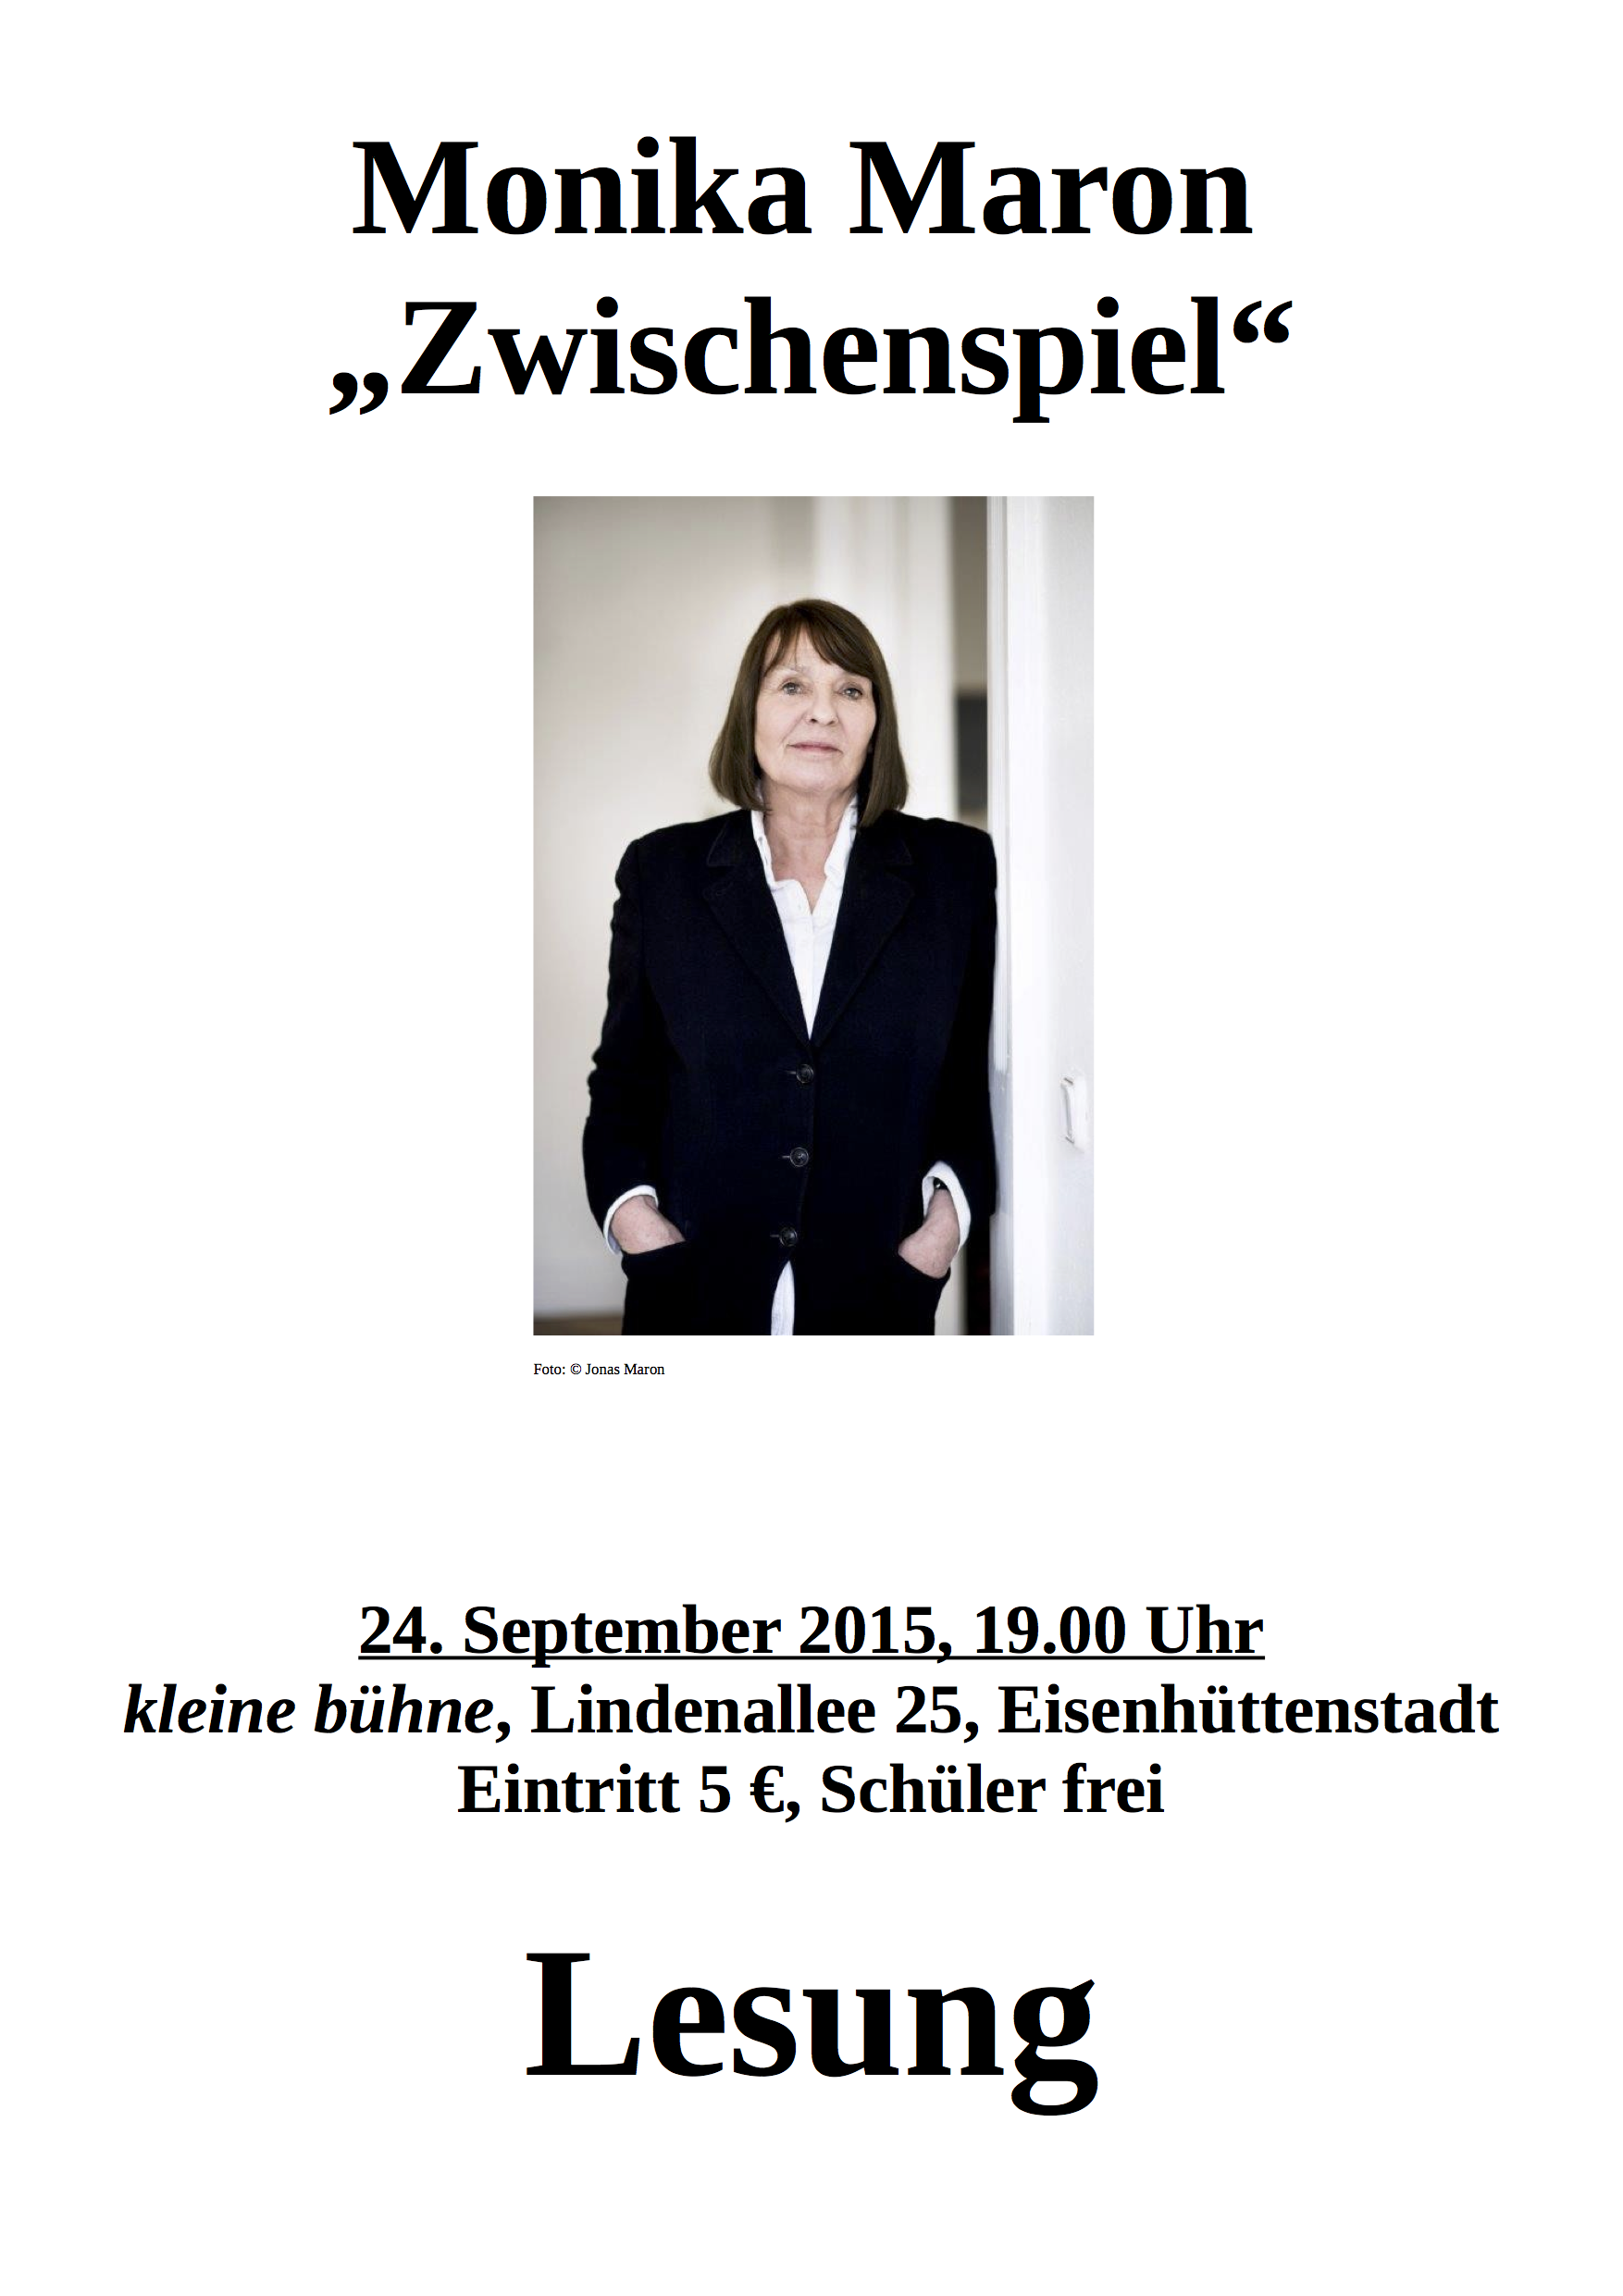 Monika Maron
„Zwischenspiel“
Foto: © Jonas Maron
24. September 2015, 19.00 Uhr
kleine bühne, Lindenallee 25, Eisenhüttenstadt
Eintritt 5 €, Schüler frei
Lesung